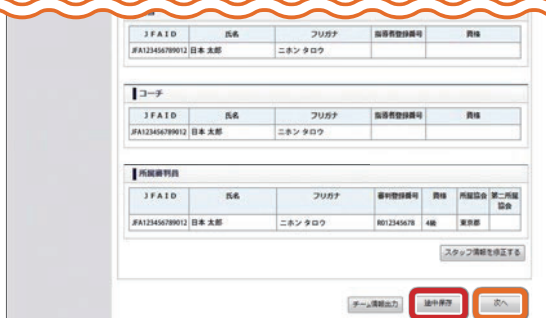 JFAID 氏名 フリガナ 指導者登録番号 資格
JFA123456789012 日本 太郎 ニホン タロウ
コーチ
JFAID 氏名 フリガナ 指導者登録番号 資格
JFA123456789012 日本 太郎 ニホン タロウ
所属審判員
JFAID 氏名 フリガナ 審判登録番号 資格 所属協会 第二所属協会
JFA123456789012 日本 太郎 ニホン タロウ R012345678 4級 東京都
スタッフ情報を修正する
チーム情報出力 途中保存 次へ